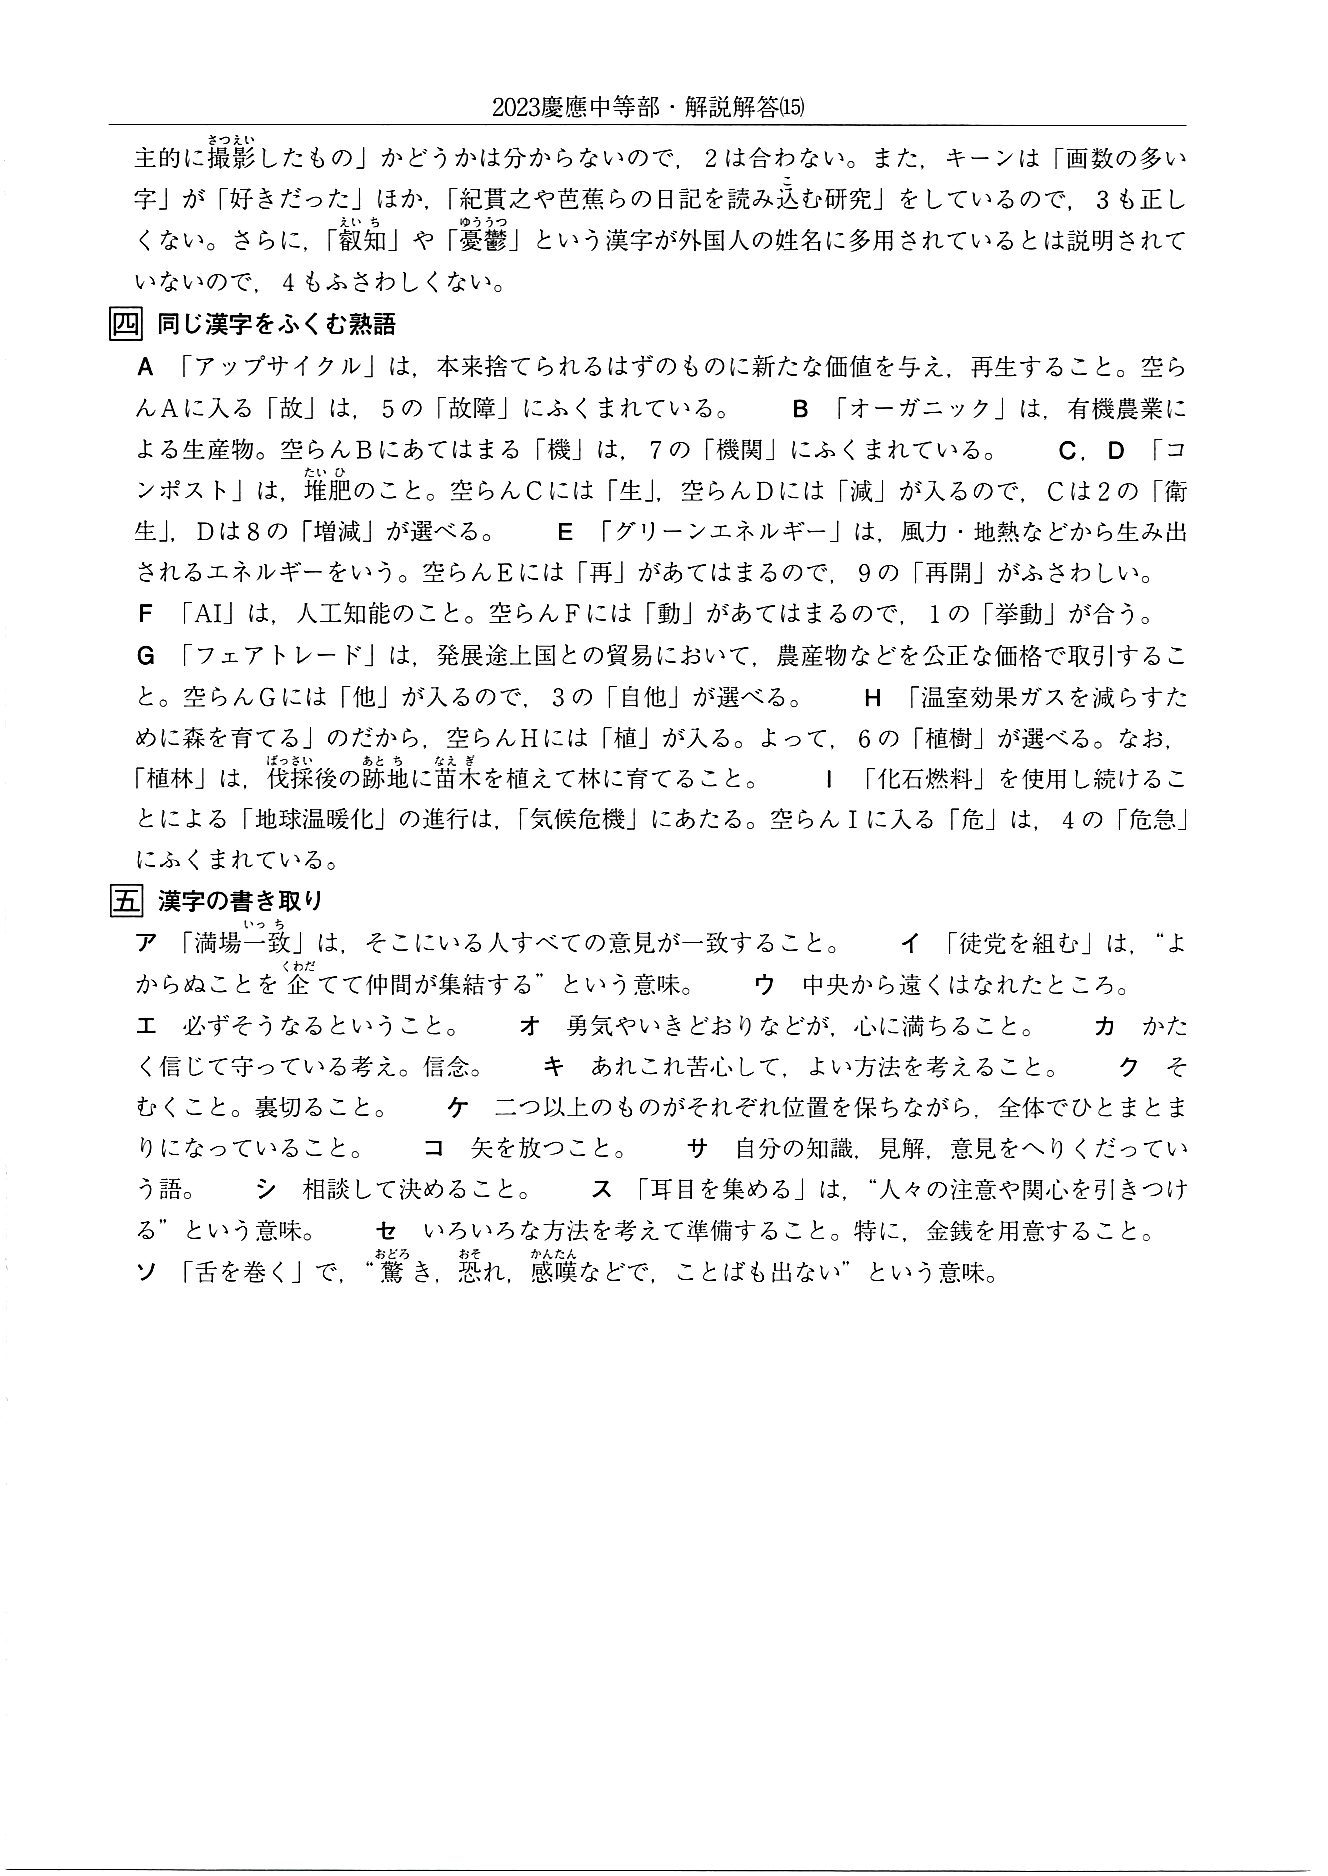 2023慶應中等部・解説解答⒂
主的に撮影したもの」かどうかは分からないので，2は合わない。また，キーンは「画数の多い
字」が「好きだった」ほか，「紀貫之や芭蕉らの日記を読み込む研究」をしているので，3も正し
くない。さらに，「叡知」や「憂鬱」という漢字が外国人の姓名に多用されているとは説明されて
いないので，4もふさわしくない。
四 同じ漢字をふくむ熟語
A 「アップサイクル」は，本来捨てられるはずのものに新たな価値を与え，再生すること。空ら
んAに入る「故」は，5の「故障」にふくまれている。 B 「オーガニック」は，有機農業に
よる生産物。空らんBにあてはまる「機」は，7の「機関」にふくまれている。 C，D 「コ
ンポスト」は，堆肥のこと。空らんCには「生」，空らんDには「減」が入るので，Cは2の「衛
生」，Dは8の「増減」が選べる。 E 「グリーンエネルギー」は，風力・地熱などから生み出
されるエネルギーをいう。空らんEには「再」があてはまるので，9の「再開」がふさわしい。
F 「AI」は，人工知能のこと。空らんFには「動」があてはまるので，1の「挙動」が合う。
G 「フェアトレード」は，発展途上国との貿易において，農産物などを公正な価格で取引するこ
と。空らんGには「他」が入るので，3の「自他」が選べる。 H 「温室効果ガスを減らすた
めに森を育てる」のだから，空らんHには「植」が入る。よって，6の「植樹」が選べる。なお，
「植林」は，伐採後の跡地に苗木を植えて林に育てること。 I 「化石燃料」を使用し続けるこ
とによる「地球温暖化」の進行は，「気候危機」にあたる。空らんIに入る「危」は，4の「危急」
にふくまれている。
五 漢字の書き取り
ア 「満場一致」は，そこにいる人すべての意見が一致すること。 イ 「徒党を組む」は，“よ
からぬことを企てて仲間が集結する”という意味。 ウ 中央から遠くはなれたところ。
エ 必ずそうなるということ。 オ 勇気やいきどおりなどが，心に満ちること。 カ かた
く信じて守っている考え。信念。 キ あれこれ苦心して，よい方法を考えること。 ク そ
むくこと。裏切ること。 ケ 二つ以上のものがそれぞれ位置を保ちながら，全体でひとまとま
りになっていること。 コ 矢を放つこと。 サ 自分の知識，見解，意見をへりくだってい
う語。 シ 相談して決めること。 ス 「耳目を集める」は，“人々の注意や関心を引きつけ
る”という意味。 セ いろいろな方法を考えて準備すること。特に，金銭を用意すること。
ソ 「舌を巻く」で，“驚き，恐れ，感嘆などで，ことばも出ない”という意味。